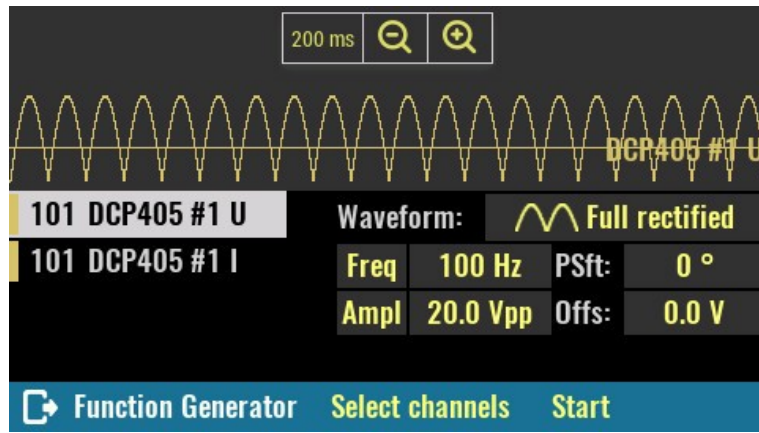 200 ms
DCP405 #1 U
101 DCP405 #1 U
Waveform: Full rectified
101 DCP405 #1 I
Freq 100 Hz PSft: 0 °
Ampl 20.0 Vpp Offs: 0.0 V
Function Generator Select channels Start